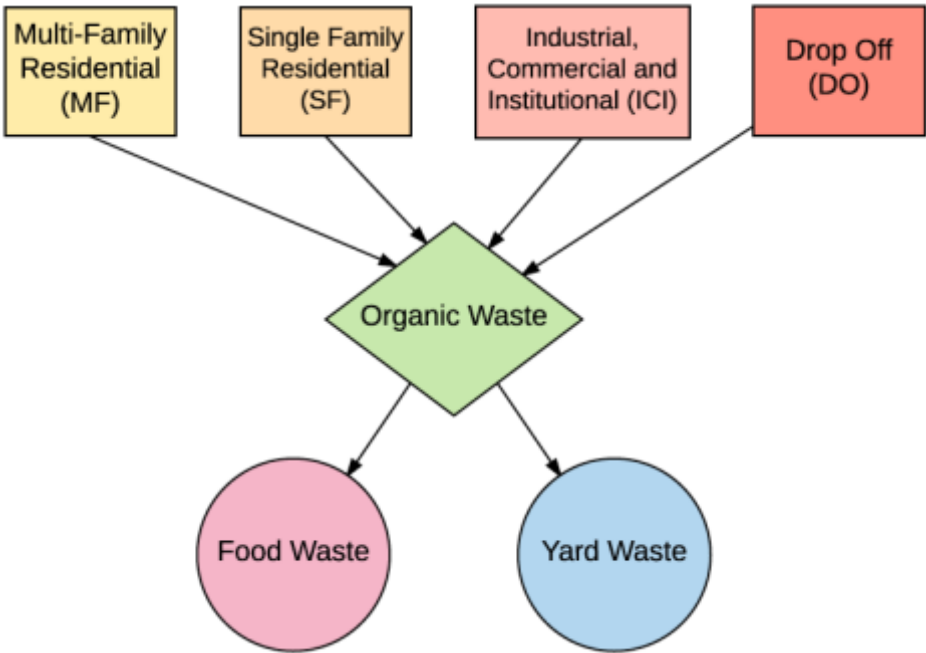 Multi-Family
Residential
(MF)
Single Family
Residential
(SF)
Industrial,
Commercial and
Institutional (ICI)
Drop Off
(DO)
Organic Waste
Food Waste
Yard Waste